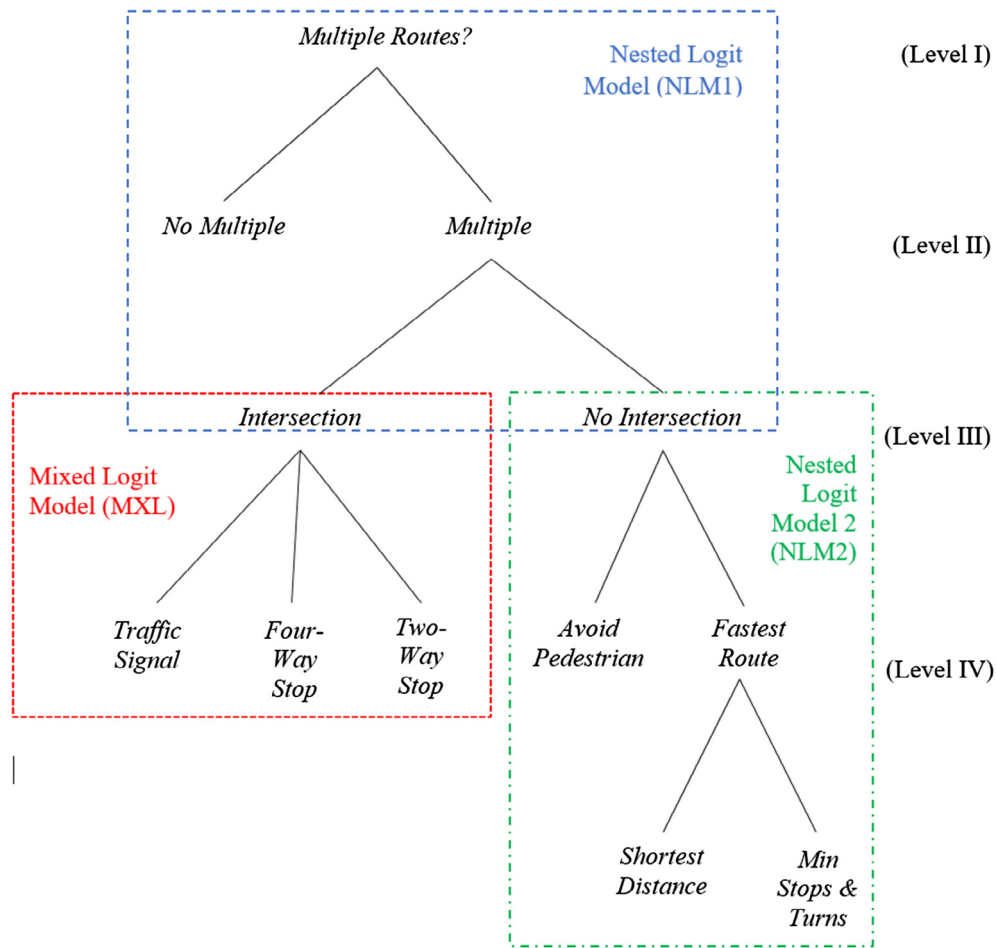 Multiple Routes?
Nested Logit
Model (NLM1)
(Level I)
No Multiple
Multiple
(Level II)
Intersection
No Intersection
(Level III)
Mixed Logit
Model (MXL)
Nested
Logit
Model 2
(NLM2)
Traffic
Signal
Four-
Way
Stop
Two-
Way
Stop
Avoid
Pedestrian
Fastest
Route
(Level IV)
Shortest
Distance
Min
Stops &
Turns